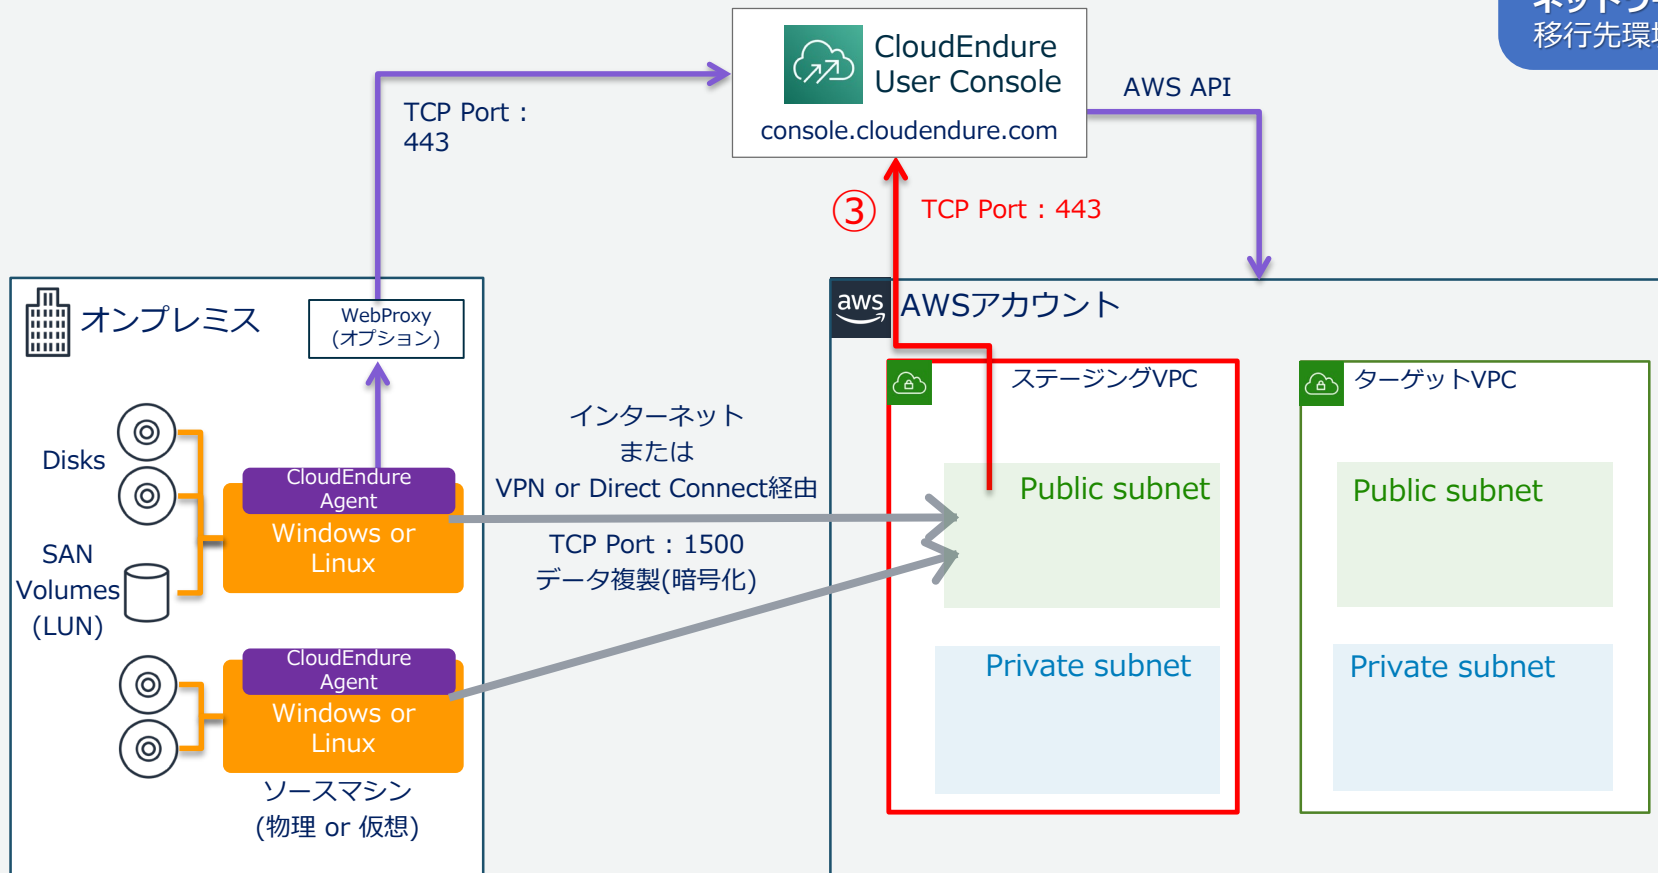 ネットワー
移行先環境
CloudEndure
User Console
console.cloudendure.com
AWS API
TCP Port :
443
③
TCP Port : 443
オンプレミス
WebProxy
(オプション)
aws
AWSアカウント
ステージングVPC
ターゲットVPC
インターネット
または
VPN or Direct Connect経由
TCP Port : 1500
データ複製(暗号化)
Disks
SAN
Volumes
(LUN)
CloudEndure
Agent
Windows or
Linux
CloudEndure
Agent
Windows or
Linux
ソースマシン
(物理 or 仮想)
Public subnet
Private subnet
Public subnet
Private subnet